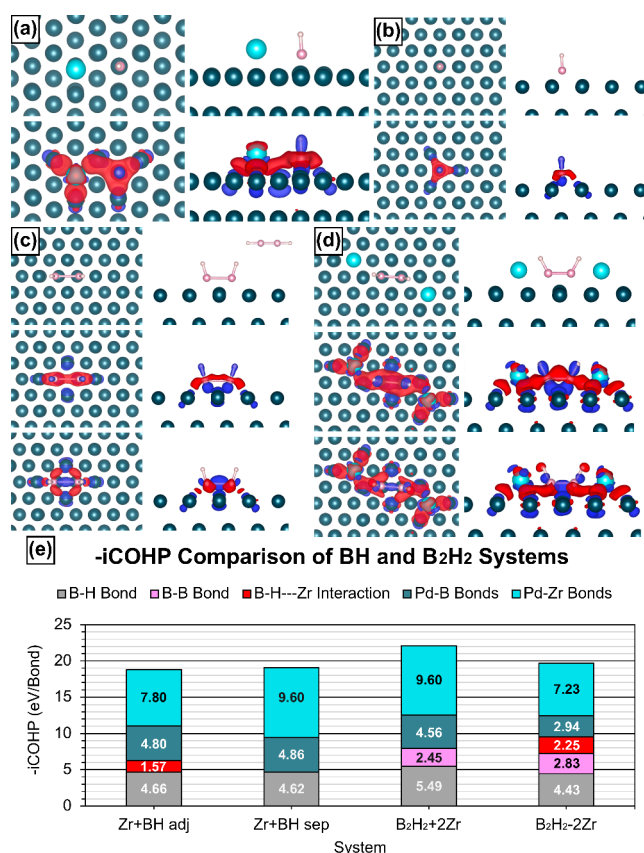 (a)
(b)
(c)
(d)
(e)
-iCOHP Comparison of BH and B₂H₂ Systems
B-H Bond B-B Bond B-H---Zr Interaction Pd-B Bonds Pd-Zr Bonds
-iCOHP (eV/Bond)
25
20
15
10
5
0
7.80
4.80
1.57
4.66
9.60
4.86
4.62
9.60
4.56
2.45
5.49
7.23
2.94
2.25
2.83
4.43
Zr+BH adj Zr+BH sep B₂H₂+2Zr B₂H₂-2Zr
System